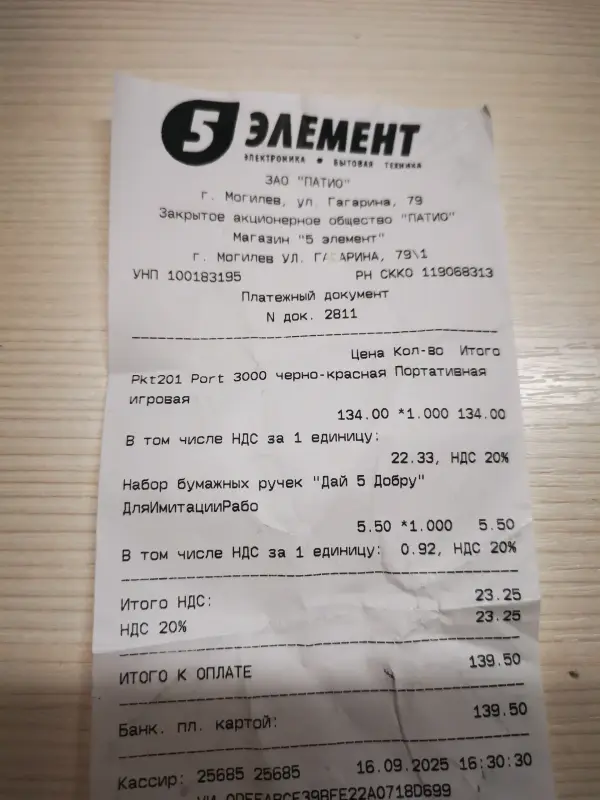 5 ЭЛЕМЕНТ
ЭЛЕКТРОНИКА • БЫТОВАЯ ТЕХНИКА
ЗАО "ПАТИО"
г. Могилев, ул. Гагарина, 79
Закрытое акционерное общество "ПАТИО"
Магазин "5 элемент"
г. Могилев УЛ. ГАГАРИНА, 79\1
УНП 100183195 РН СККО 119068313
Платежный документ
N док. 2811
Цена Кол-во Итого
Pkt201 Port 3000 черно-красная Портативная
игровая
134.00 *1.000 134.00
В том числе НДС за 1 единицу:
22.33, НДС 20%
Набор бумажных ручек "Дай 5 Добру"
ДляИмитацииРабо
5.50 *1.000 5.50
В том числе НДС за 1 единицу: 0.92, НДС 20%
Итого НДС: 23.25
НДС 20% 23.25
ИТОГО К ОПЛАТЕ 139.50
Банк. пл. картой: 139.50
Кассир: 25685 25685 16.09.2025 16:30:30